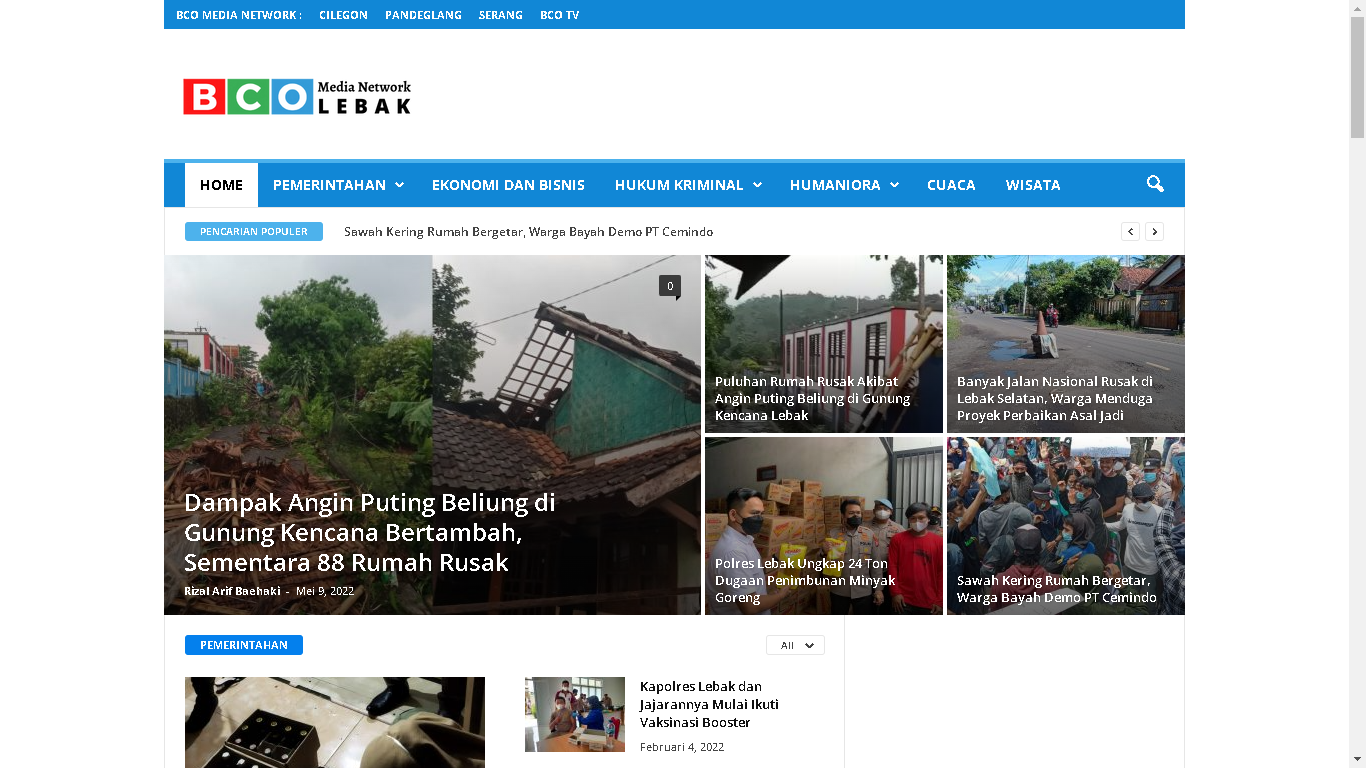 BCO MEDIA NETWORK : CILEGON PANDEGLANG SERANG BCO TV
BCO Media Network
LEBAK
HOME PEMERINTAHAN EKONOMI DAN BISNIS HUKUM KRIMINAL HUMANIORA CUACA WISATA
PENCARIAN POPULER Sawah Kering Rumah Bergetar, Warga Bayah Demo PT Cemindo
0
Dampak Angin Puting Beliung di
Gunung Kencana Bertambah,
Sementara 88 Rumah Rusak
Rizal Arif Baehaki - Mei 9, 2022
Puluhan Rumah Rusak Akibat
Angin Puting Beliung di Gunung
Kencana Lebak
Banyak Jalan Nasional Rusak di
Lebak Selatan, Warga Menduga
Proyek Perbaikan Asal Jadi
Polres Lebak Ungkap 24 Ton
Dugaan Penimbunan Minyak
Goreng
Sawah Kering Rumah Bergetar,
Warga Bayah Demo PT Cemindo
PEMERINTAHAN All
Kapolres Lebak dan
Jajarannya Mulai Ikuti
Vaksinasi Booster
Februari 4, 2022